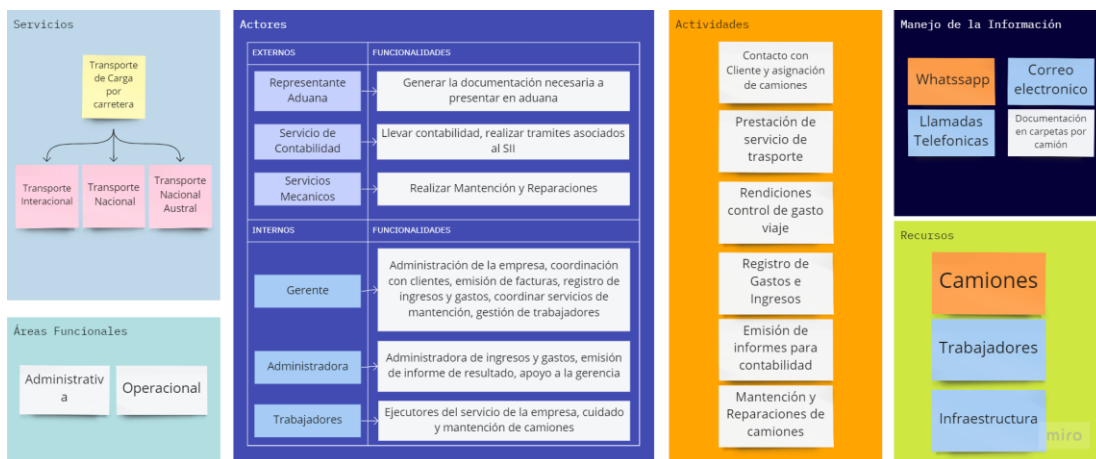 Servicios
Transporte
de Carga
por
carretera
Transporte
Interacional
Transporte
Nacional
Transporte
Nacional
Austral
Áreas Funcionales
Administrativ
a
Operacional
Actores
EXTERNOS
FUNCIONALIDADES
Representante
Aduana
Generar la documentación necesaria a
presentar en aduana
Servicio de
Contabilidad
Llevar contabilidad, realizar tramites asociados
al SII
Servicios
Mecanicos
Realizar Mantención y Reparaciones
INTERNOS
FUNCIONALIDADES
Gerente
Administración de la empresa, coordinación
con clientes, emisión de facturas, registro de
ingresos y gastos, coordinar servicios de
mantención, gestión de trabajadores
Administradora
Administradora de ingresos y gastos, emisión
de informe de resultado, apoyo a la gerencia
Trabajadores
Ejecutores del servicio de la empresa, cuidado
y mantención de camiones
Actividades
Contacto con
Cliente y asignación
de camiones
Prestación de
servicio de
trasporte
Rendiciones
control de gasto
viaje
Registro de
Gastos e
Ingresos
Emisión de
informes para
contabilidad
Mantención y
Reparaciones de
camiones
Manejo de la Información
Whatssapp
Correo
electronico
Llamadas
Telefonicas
Documentación
en carpetas por
camión
Recursos
Camiones
Trabajadores
Infraestructura
miro